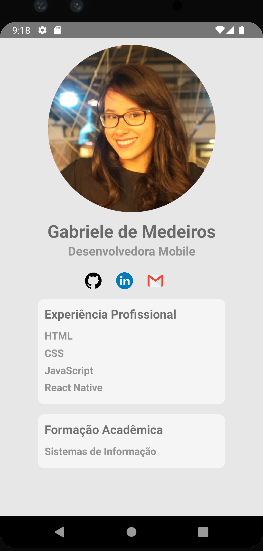 9:18
Gabriele de Medeiros
Desenvolvedora Mobile
in
Experiência Profissional
HTML
CSS
JavaScript
React Native
Formação Acadêmica
Sistemas de Informação